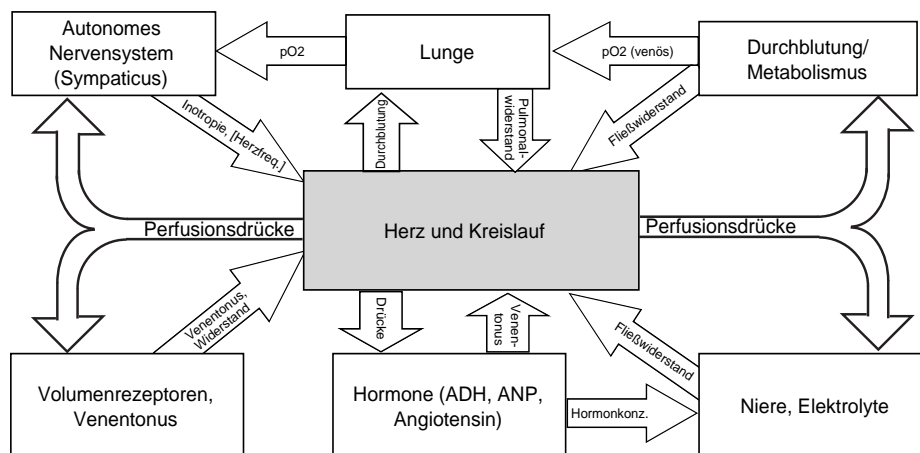 Autonomes
Nervensystem
(Sympaticus)
pO2
Lunge
pO2 (venös)
Durchblutung/
Metabolismus
Inotropie, [Herzfreq.]
Durchblutung
Pulmonal-
widerstand
Fließwiderstand
Perfusionsdrücke
Herz und Kreislauf
Perfusionsdrücke
Venentonus,
Widerstand
Drücke
Venen-
tonus
Fließwiderstand
Volumenrezeptoren,
Venentonus
Hormone (ADH, ANP,
Angiotensin)
Hormonkonz.
Niere, Elektrolyte